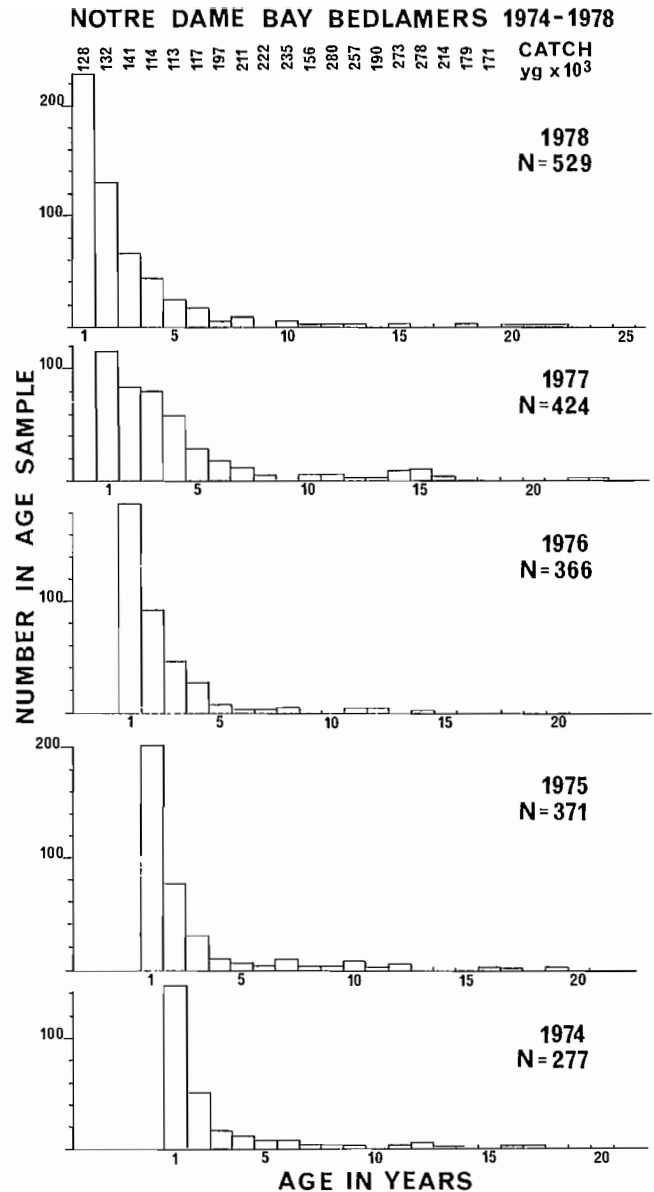 NOTRE DAME BAY BEDLAMERS 1974-1978
128 132 141 114 113 117 197 211 222 235 156 280 257 190 273 278 214 179 171
CATCH
yg x 10³
200
100
1978
N = 529
1 5 10 15 20 25
NUMBER IN AGE SAMPLE
100
1977
N = 424
1 5 10 15 20
100
1976
N = 366
1 5 10 15 20
200
100
1975
N = 371
1 5 10 15 20
100
1974
N = 277
1 5 10 15 20
AGE IN YEARS